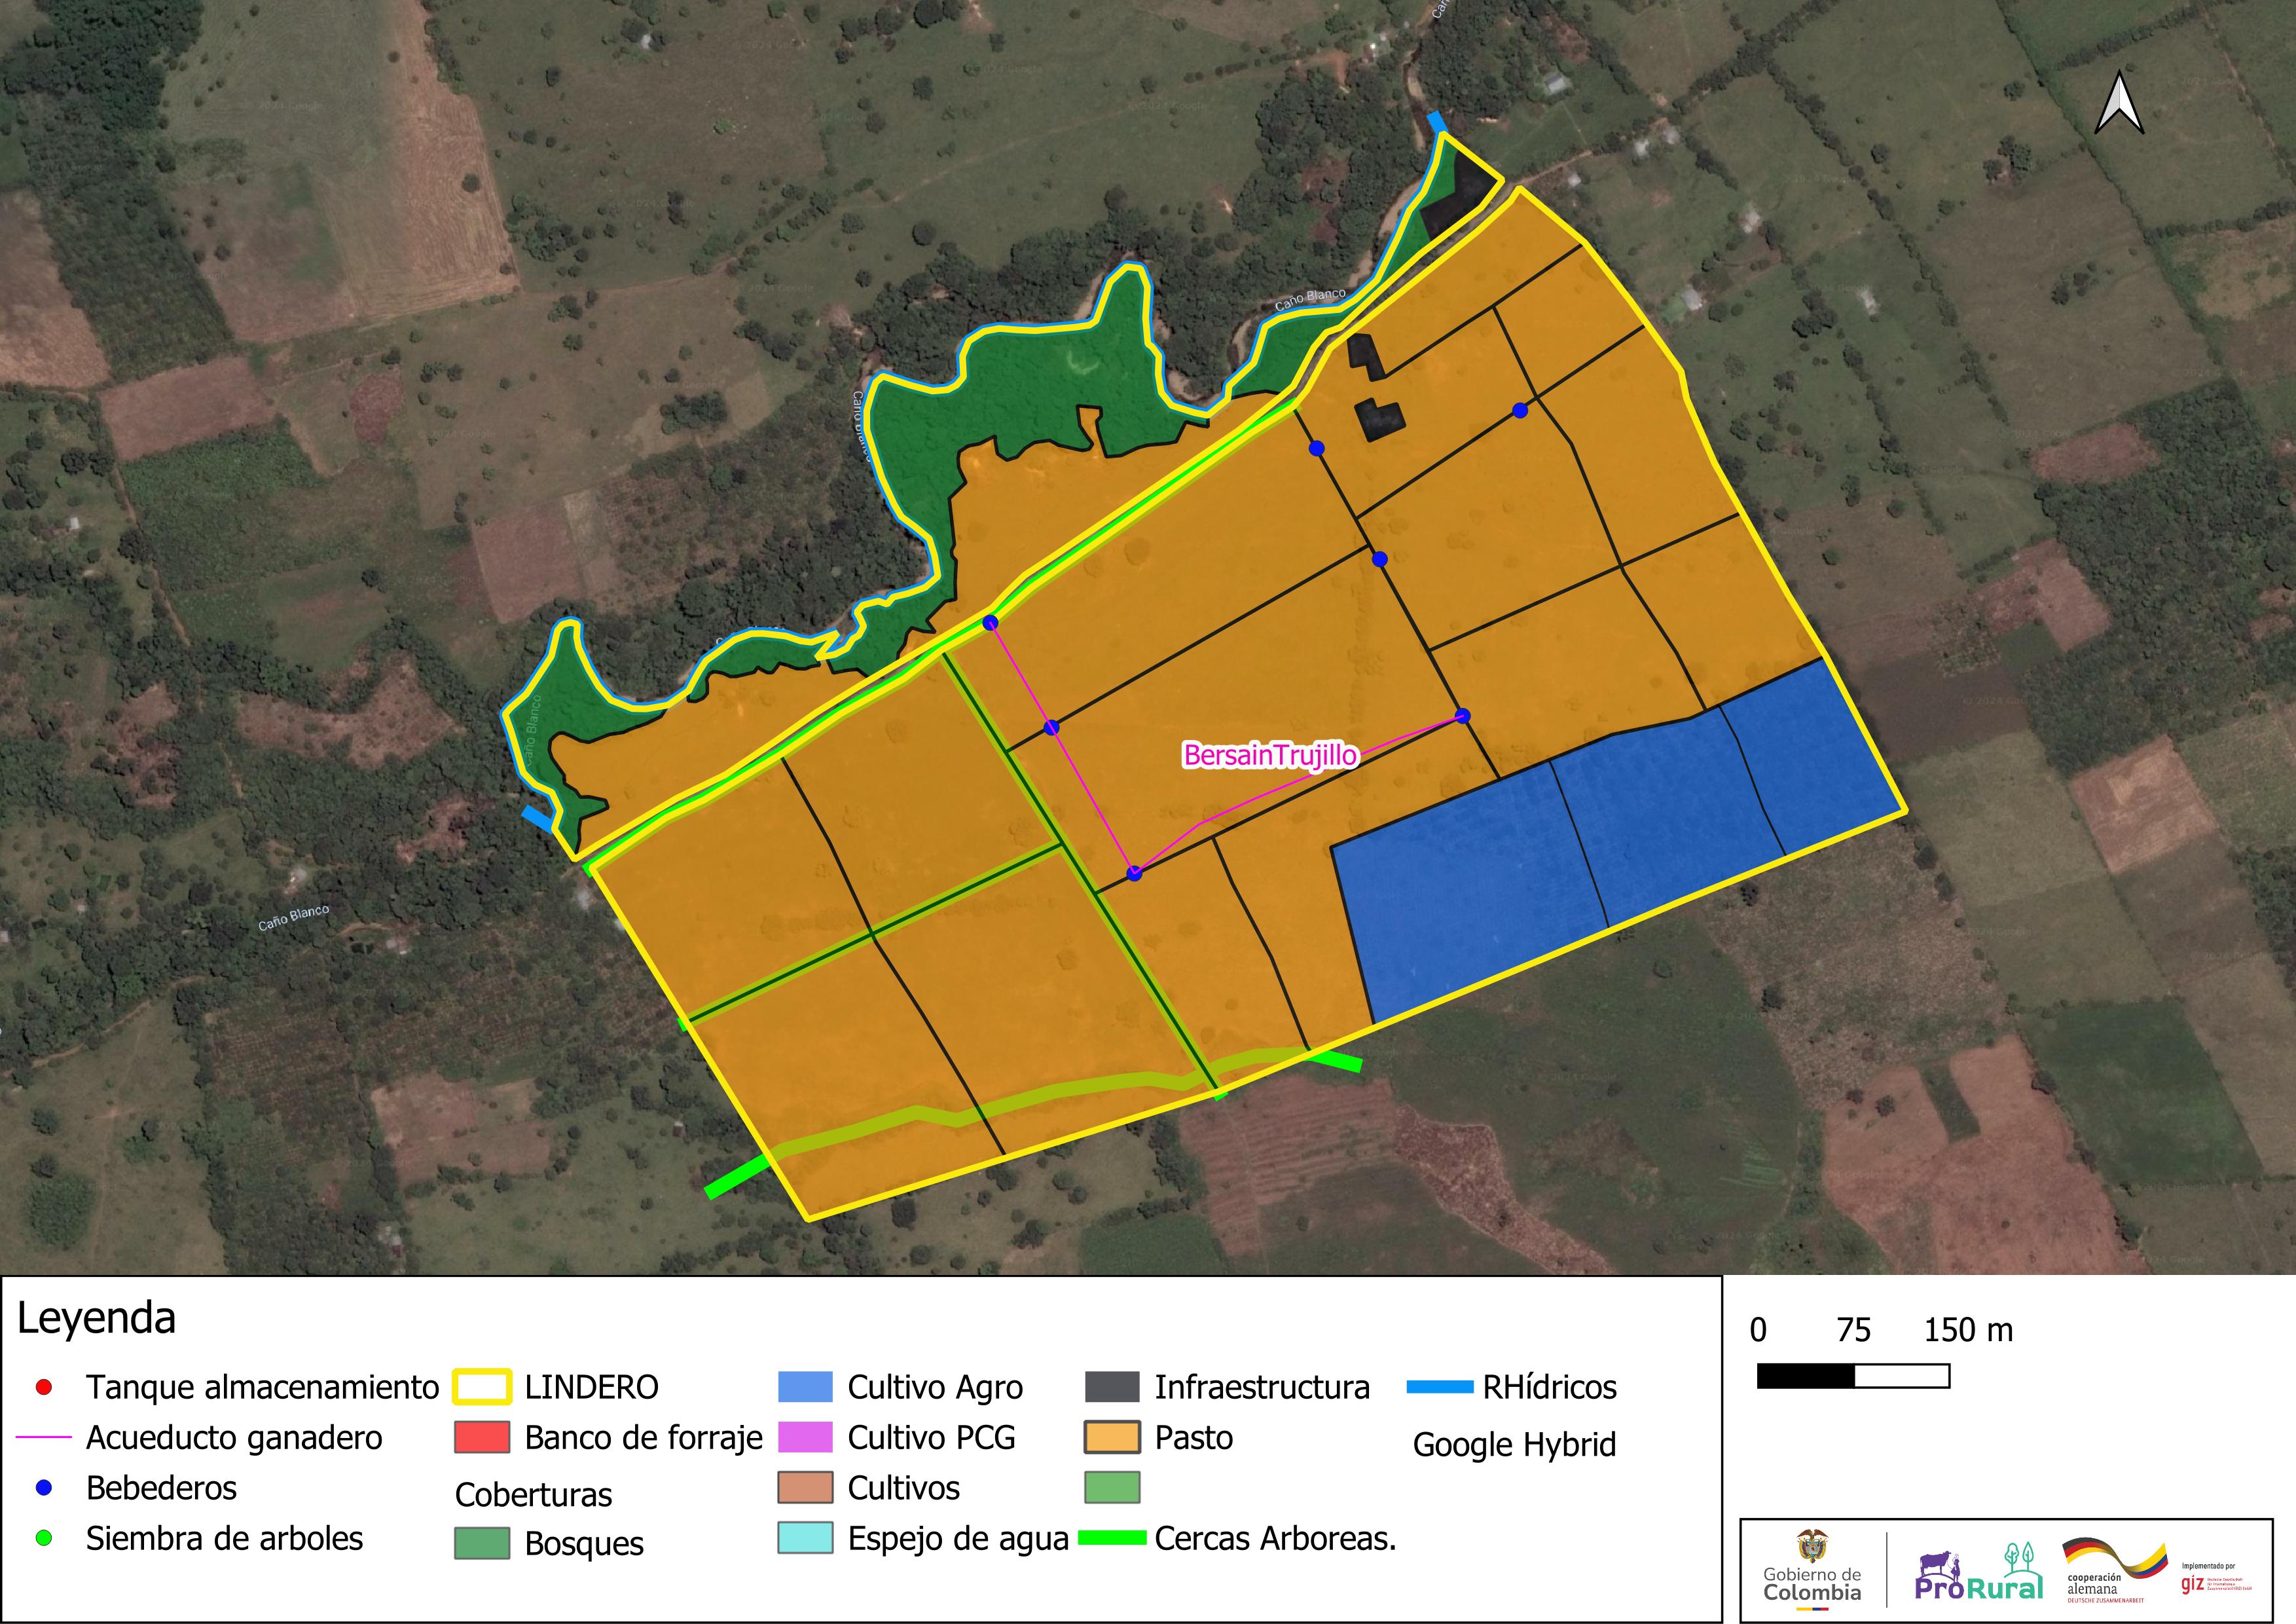 Caño Blanco
Caño Blanco
Caño Blanco
BersainTrujillo
Caño Blanco
Leyenda
Tanque almacenamiento
Acueducto ganadero
Bebederos
Siembra de arboles
LINDERO
Banco de forraje
Coberturas
Bosques
Cultivo Agro
Cultivo PCG
Cultivos
Espejo de agua
Infraestructura
Pasto
Cercas Arboreas.
RHídricos
Google Hybrid
0 75 150 m
Gobierno de
Colombia
ProRural
cooperación
alemana
DEUTSCHE ZUSAMMENARBEIT
Implementado por
giz